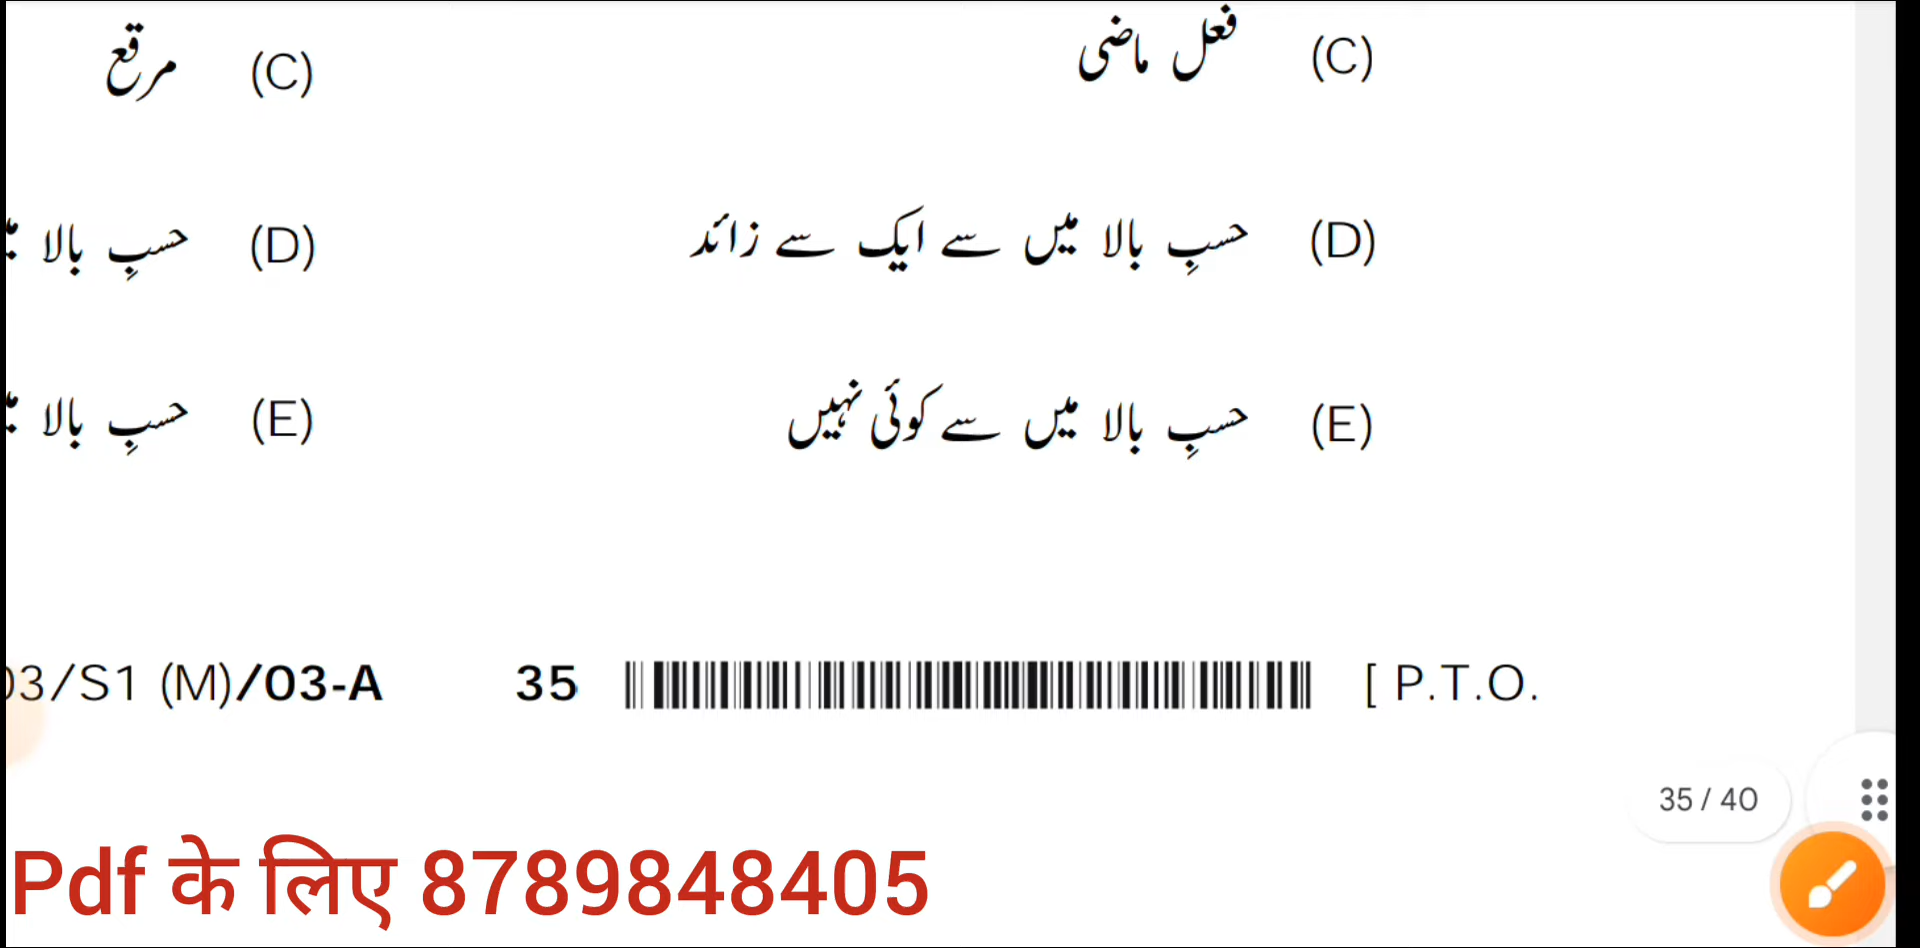 (C) فعل ماضی
(D) حسبِ بالا میں سے ایک سے زائد
(E) حسبِ بالا میں سے کوئی نہیں
(C) مرقع
(D) حسبِ بالا
(E) حسبِ بالا
03/S1 (M)/03-A 35 [ P.T.O.
35 / 40
Pdf के लिए 8789848405